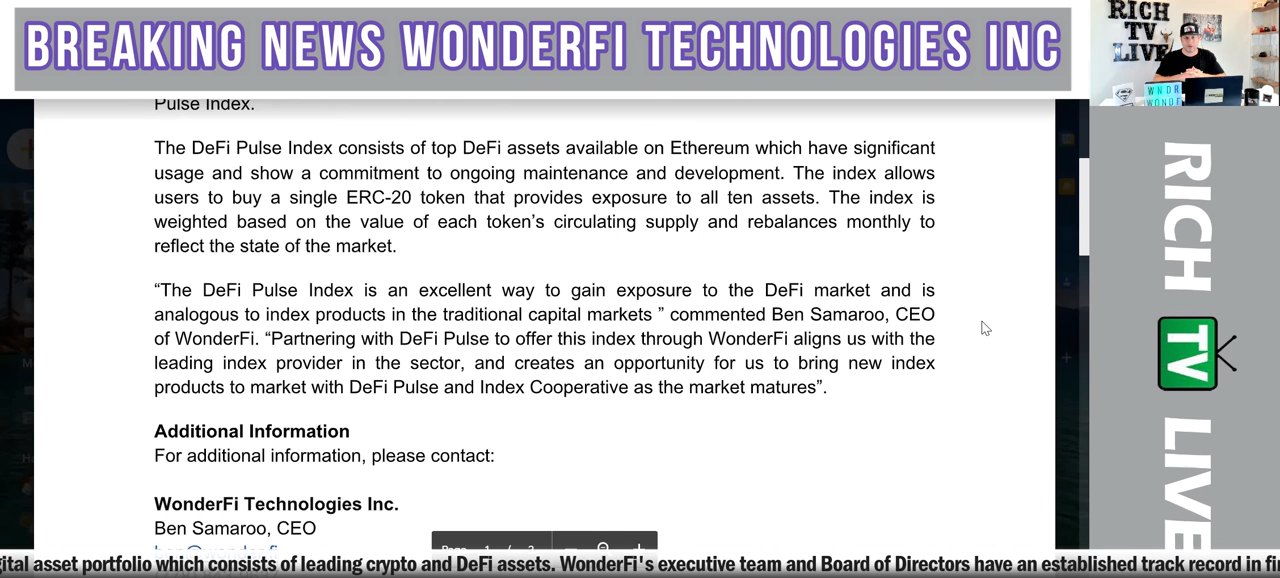 BREAKING NEWS WONDERFI TECHNOLOGIES INC
RICH
TV
LIVE
WNDR
WONDE
Pulse Index.
The DeFi Pulse Index consists of top DeFi assets available on Ethereum which have significant
usage and show a commitment to ongoing maintenance and development. The index allows
users to buy a single ERC-20 token that provides exposure to all ten assets. The index is
weighted based on the value of each token’s circulating supply and rebalances monthly to
reflect the state of the market.
“The DeFi Pulse Index is an excellent way to gain exposure to the DeFi market and is
analogous to index products in the traditional capital markets ” commented Ben Samaroo, CEO
of WonderFi. “Partnering with DeFi Pulse to offer this index through WonderFi aligns us with the
leading index provider in the sector, and creates an opportunity for us to bring new index
products to market with DeFi Pulse and Index Cooperative as the market matures”.
Additional Information
For additional information, please contact:
WonderFi Technologies Inc.
Ben Samaroo, CEO
RICH TV LIVE
gital asset portfolio which consists of leading crypto and DeFi assets. WonderFi's executive team and Board of Directors have an established track record in fi